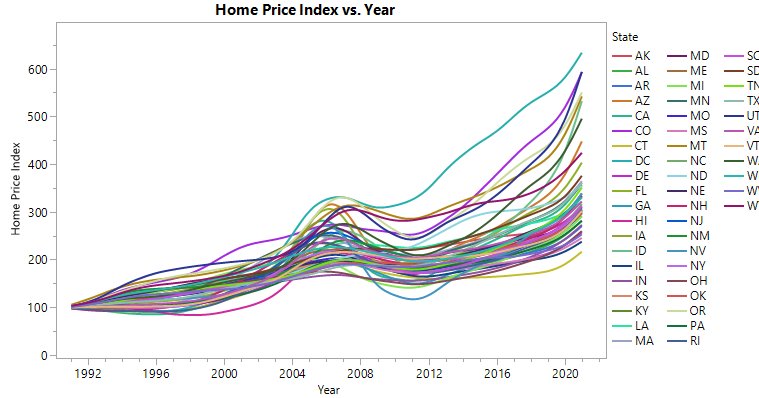 Home Price Index vs. Year
Home Price Index
600
500
400
300
200
100
0
1992 1996 2000 2004 2008 2012 2016 2020
Year
State
AK MD SC
AL ME SD
AR MI TN
AZ MN TX
CA MO UT
CO MS VA
CT MT VT
DC NC
DE ND
FL NE
GA NH
HI NJ
IA NM
ID NV
IL NY
IN OH
KS OK
KY OR
LA PA
MA RI